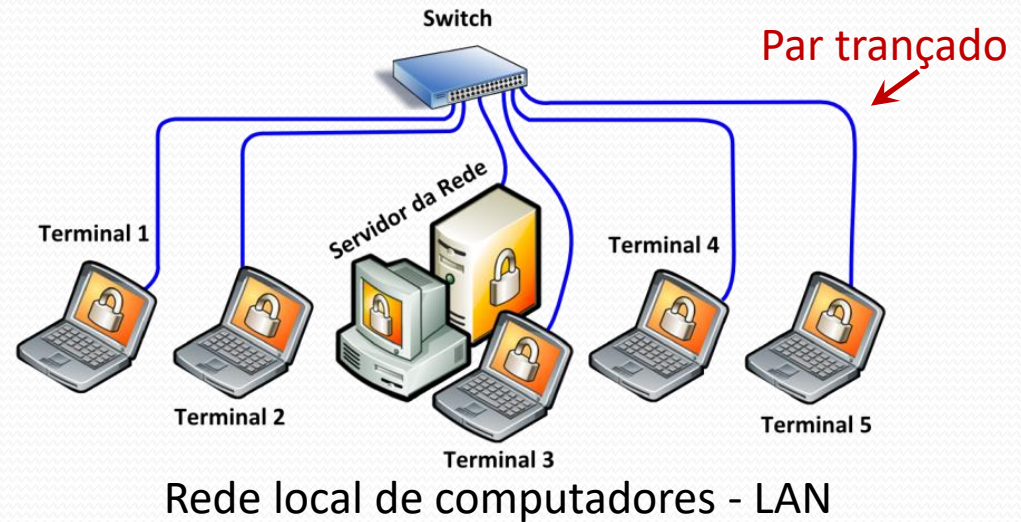 Switch
Par trançado
Servidor da Rede
Terminal 1
Terminal 4
Terminal 2
Terminal 5
Terminal 3
Rede local de computadores - LAN